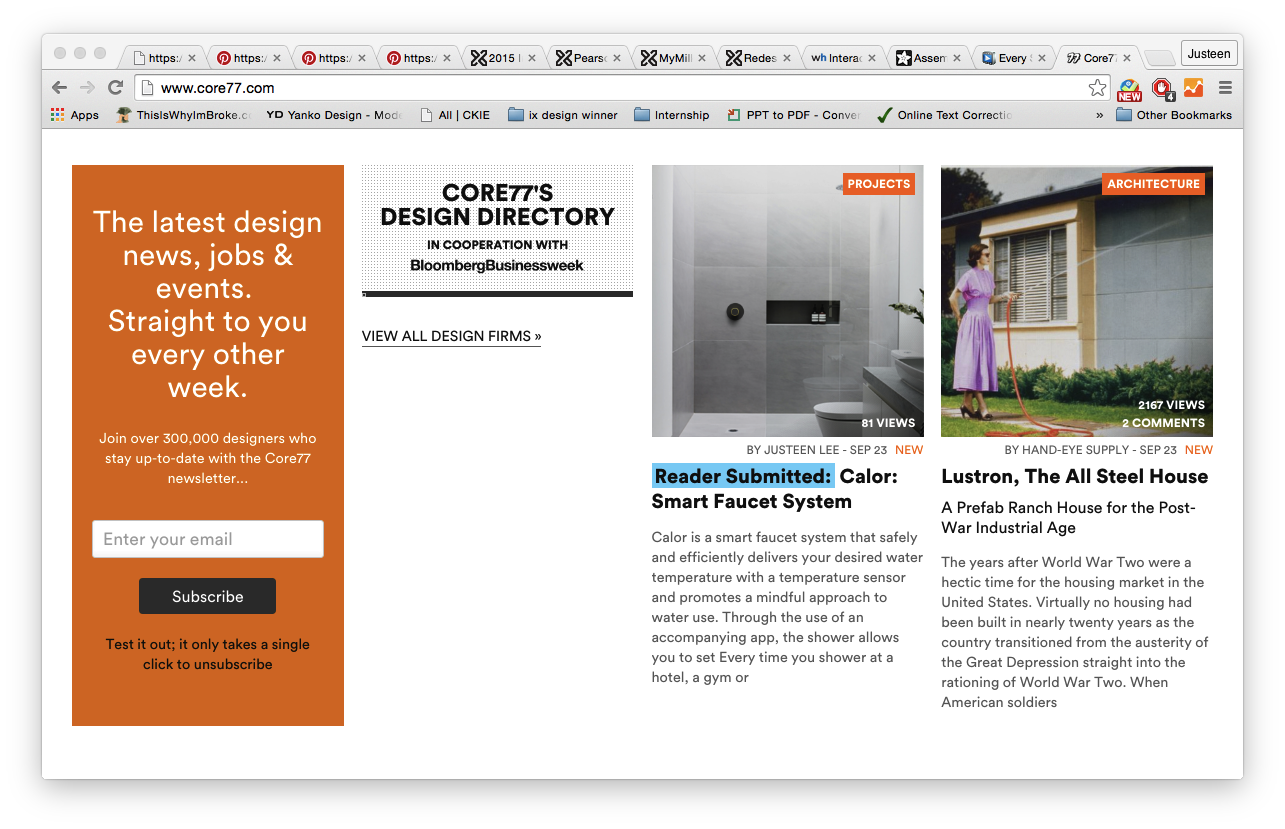 https:/
https:/
https:/
https:/
2015
Pearso
MyMill
Redes
wh Interac
Assem
Every
Core77
Justeen
www.core77.com
NEW
4
Apps
ThisIsWhyImBroke.c
YD Yanko Design - Mode
All | CKIE
ix design winner
Internship
PPT to PDF - Conver
Online Text Correctio
»
Other Bookmarks
The latest design
news, jobs &
events.
Straight to you
every other
week.
Join over 300,000 designers who
stay up-to-date with the Core77
newsletter...
Enter your email
Subscribe
Test it out; it only takes a single
click to unsubscribe
CORE77'S
DESIGN DIRECTORY
IN COOPERATION WITH
BloombergBusinessweek
VIEW ALL DESIGN FIRMS »
PROJECTS
81 VIEWS
BY JUSTEEN LEE - SEP 23 NEW
Reader Submitted: Calor:
Smart Faucet System
Calor is a smart faucet system that safely
and efficiently delivers your desired water
temperature with a temperature sensor
and promotes a mindful approach to
water use. Through the use of an
accompanying app, the shower allows
you to set Every time you shower at a
hotel, a gym or
ARCHITECTURE
2167 VIEWS
2 COMMENTS
BY HAND-EYE SUPPLY - SEP 23 NEW
Lustron, The All Steel House
A Prefab Ranch House for the Post-
War Industrial Age
The years after World War Two were a
hectic time for the housing market in the
United States. Virtually no housing had
been built in nearly twenty years as the
country transitioned from the austerity of
the Great Depression straight into the
rationing of World War Two. When
American soldiers